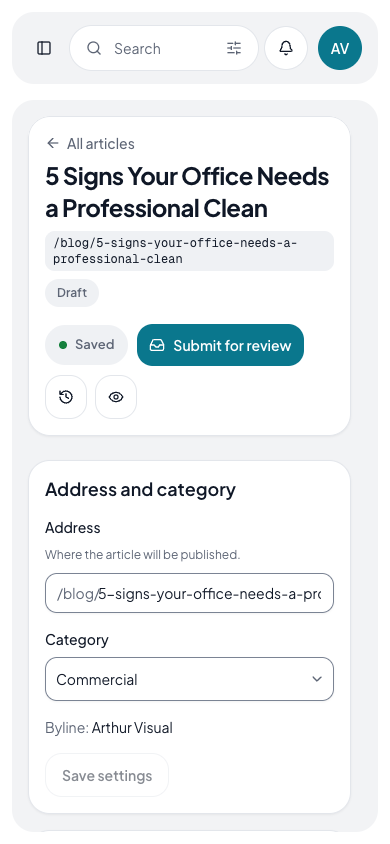 Search
AV
All articles
5 Signs Your Office Needs
a Professional Clean
/blog/5-signs-your-office-needs-a-
professional-clean
Draft
Saved
Submit for review
Address and category
Address
Where the article will be published.
/blog/5-signs-your-office-needs-a-pro
Category
Commercial
Byline: Arthur Visual
Save settings